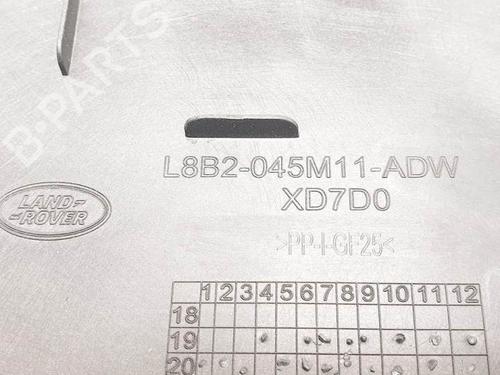 B-PARTS
L8B2-045M11-ADW
XD7D0
LAND-
-ROVER
>PP-I-GF25<
1 2 3 4 5 6 7 8 9 10 11 12
18
19
20